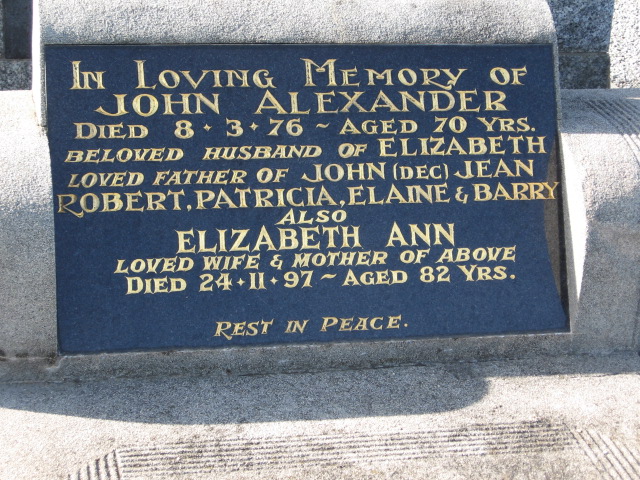 In Loving Memory of
John Alexander
Died 8·3·76 ~ Aged 70 Yrs.
Beloved Husband of Elizabeth
Loved Father of John (Dec) Jean
Robert, Patricia, Elaine & Barry
Also
Elizabeth Ann
Loved Wife & Mother of Above
Died 24·11·97 ~ Aged 82 Yrs.
Rest in Peace.